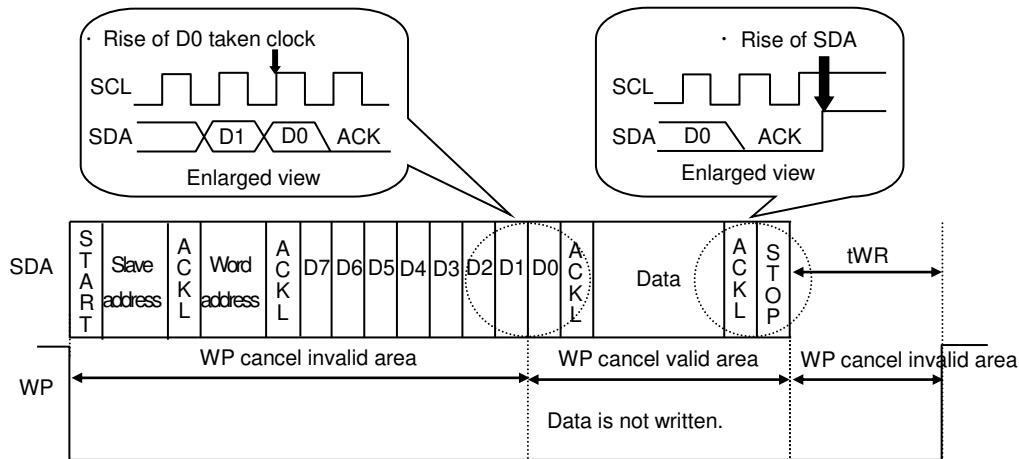 · Rise of D0 taken clock
SCL
SDA
D1
D0
ACK
Enlarged view
· Rise of SDA
SCL
SDA
D0
ACK
Enlarged view
SDA
START
Slave address
ACKL
Word address
ACKL
D7
D6
D5
D4
D3
D2
D1
D0
ACKL
Data
ACKL
STOP
tWR
WP
WP cancel invalid area
WP cancel valid area
WP cancel invalid area
Data is not written.